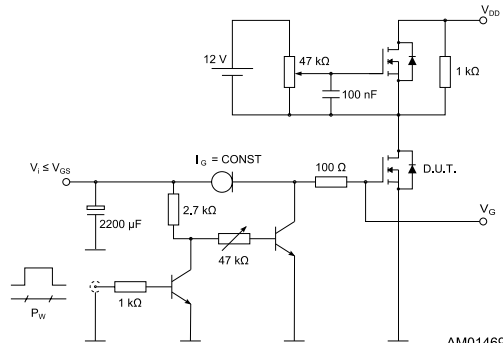 V_DD
12 V
47 kΩ
1 kΩ
100 nF
V_i ≤ V_GS
I_G = CONST
100 Ω
D.U.T.
2200 μF
2.7 kΩ
V_G
47 kΩ
1 kΩ
P_W
AM01469